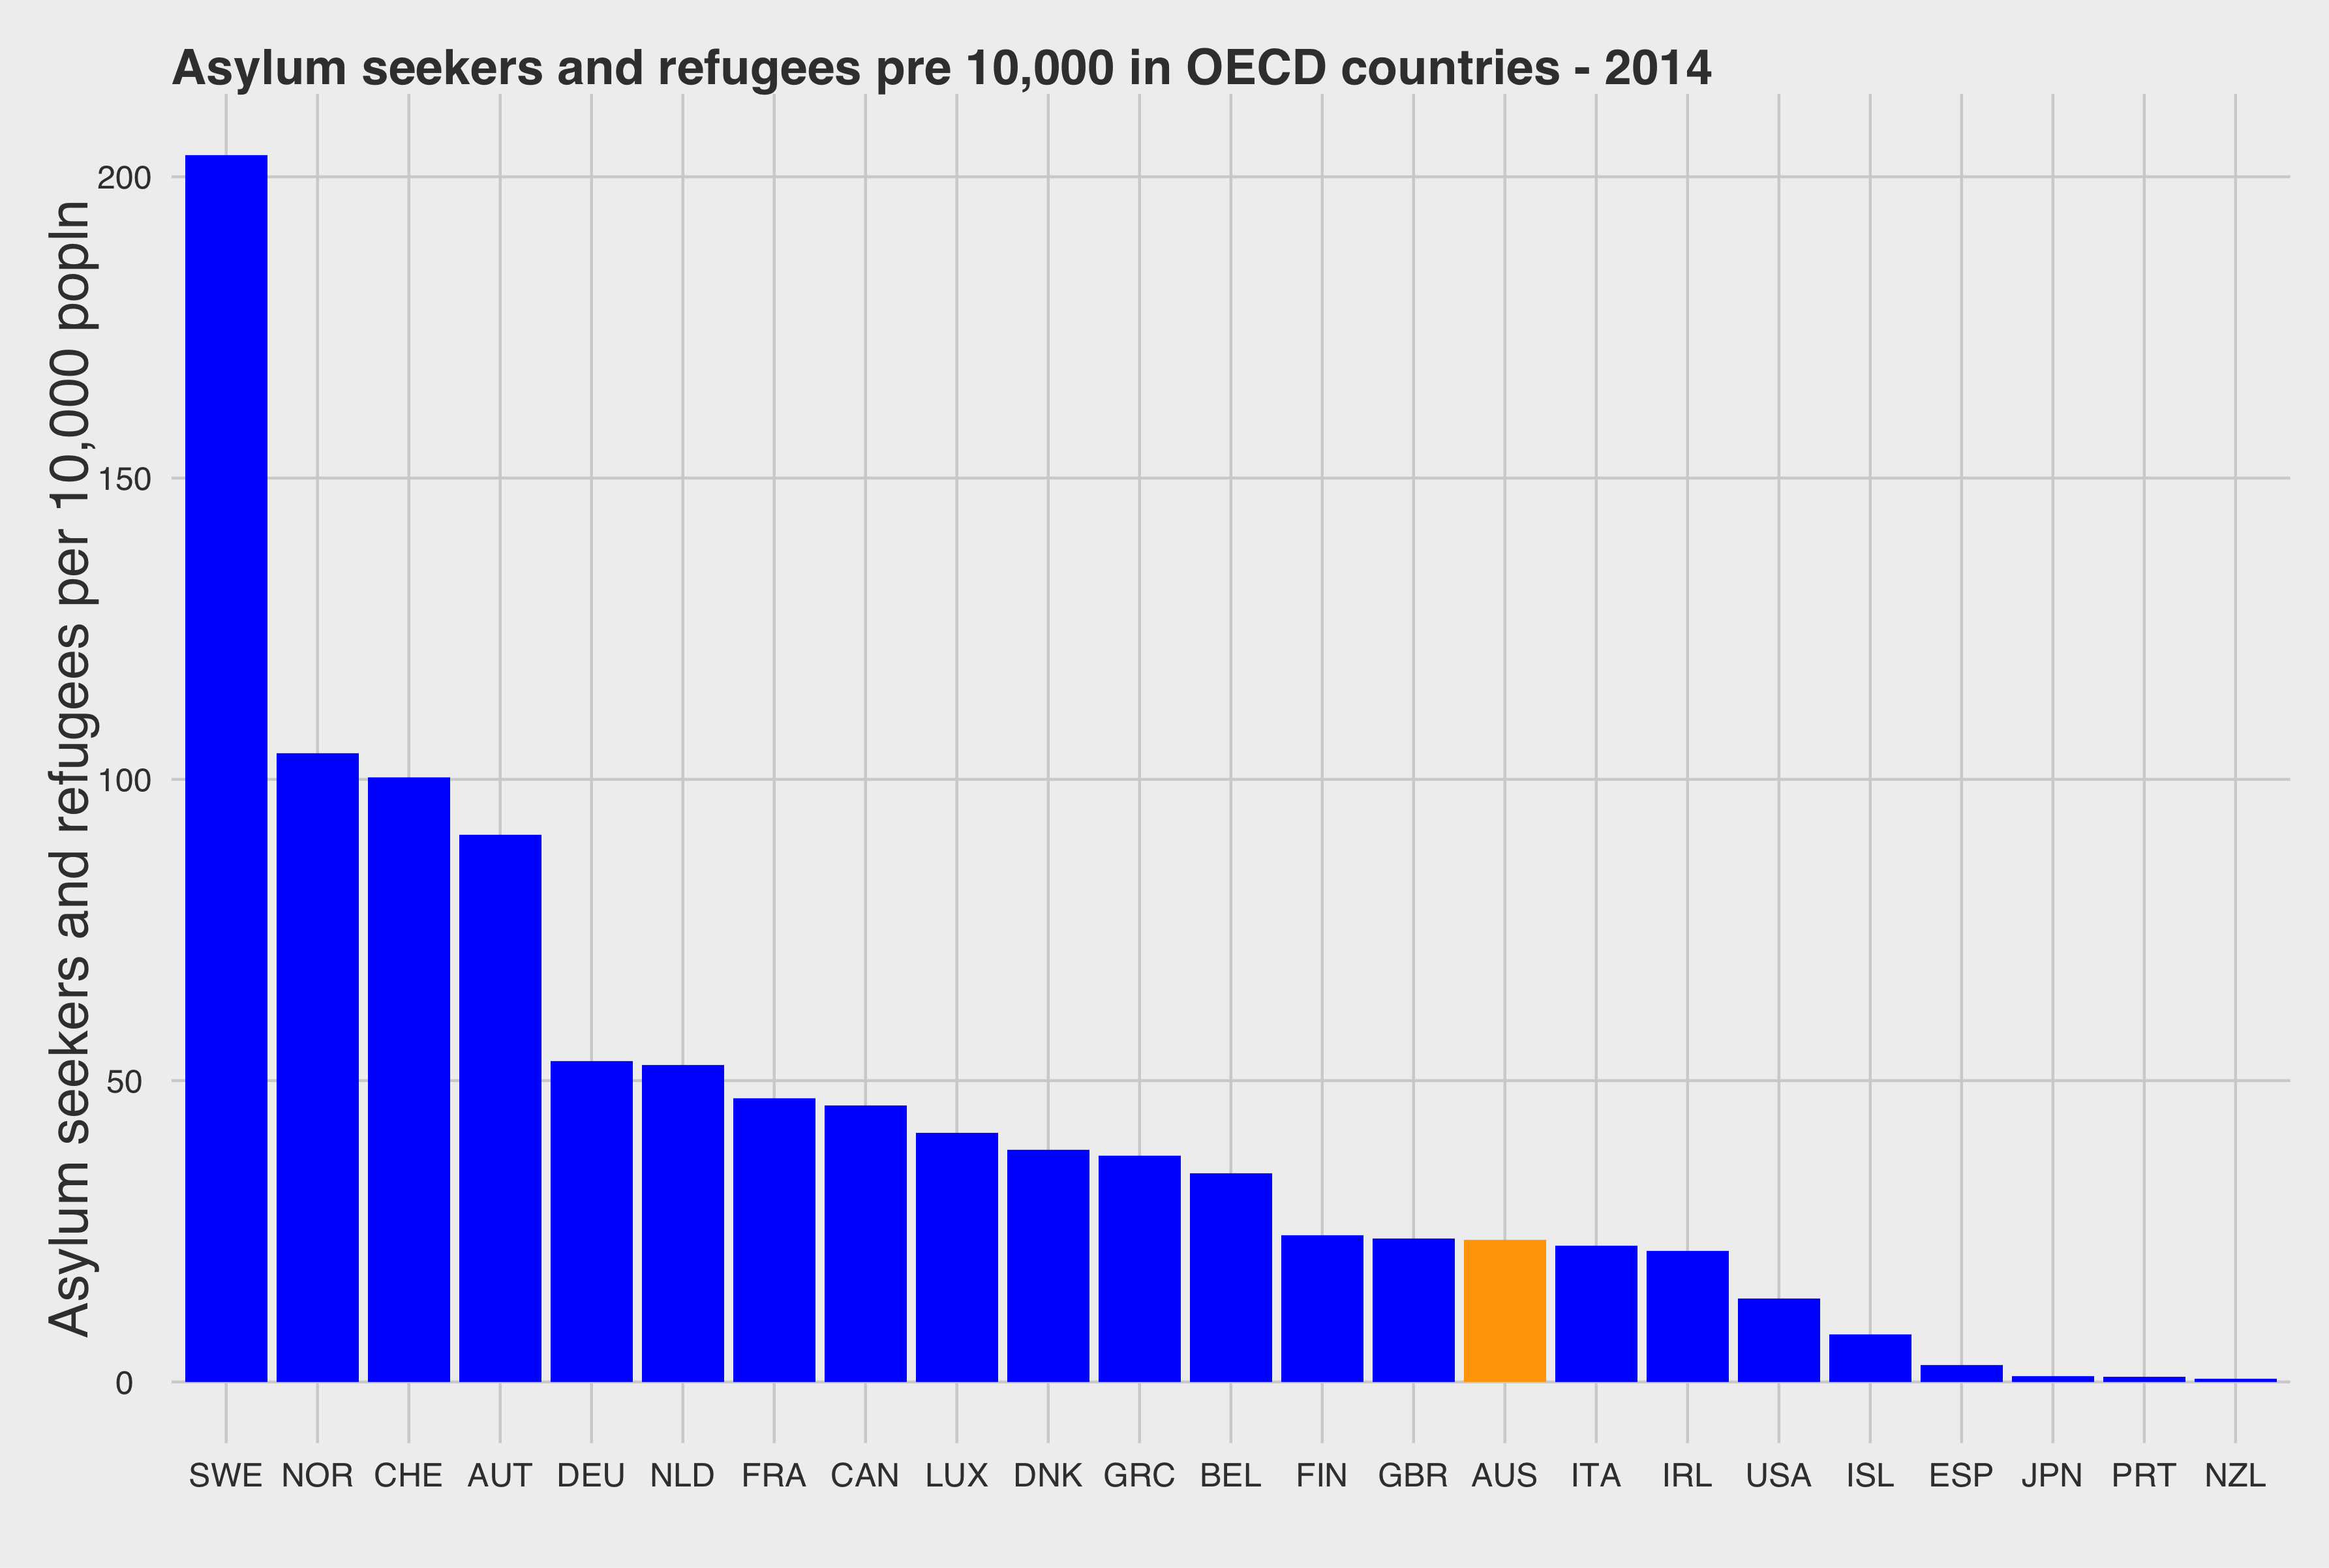 Asylum seekers and refugees pre 10,000 in OECD countries - 2014
Asylum seekers and refugees per 10,000 popln
200
150
100
50
0
SWE NOR CHE AUT DEU NLD FRA CAN LUX DNK GRC BEL FIN GBR AUS ITA IRL USA ISL ESP JPN PRT NZL